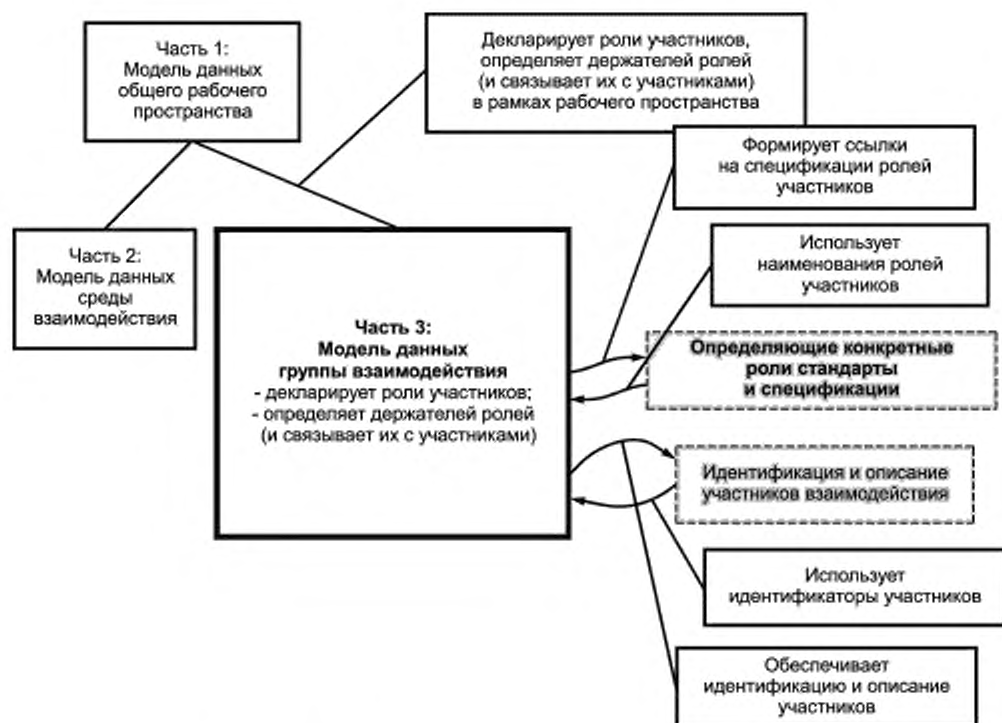 Часть 1:
Модель данных
общего рабочего
пространства
Декларирует роли участников,
определяет держателей ролей
(и связывает их с участниками)
в рамках рабочего пространства
Формирует ссылки
на спецификации ролей
участников
Часть 2:
Модель данных
среды
взаимодействия
Использует
наименования ролей
участников
Часть 3:
Модель данных
группы взаимодействия
- декларирует роли участников;
- определяет держателей ролей
(и связывает их с участниками)
Определяющие конкретные
роли стандарты
и спецификации
Идентификация и описание
участников взаимодействия
Использует
идентификаторы участников
Обеспечивает
идентификацию и описание
участников